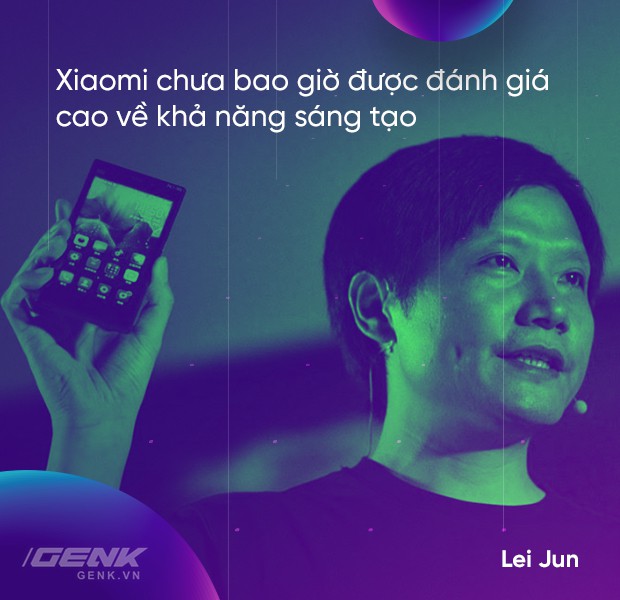 Xiaomi chưa bao giờ được đánh giá
cao về khả năng sáng tạo
Lei Jun
GENK
GENK.VN